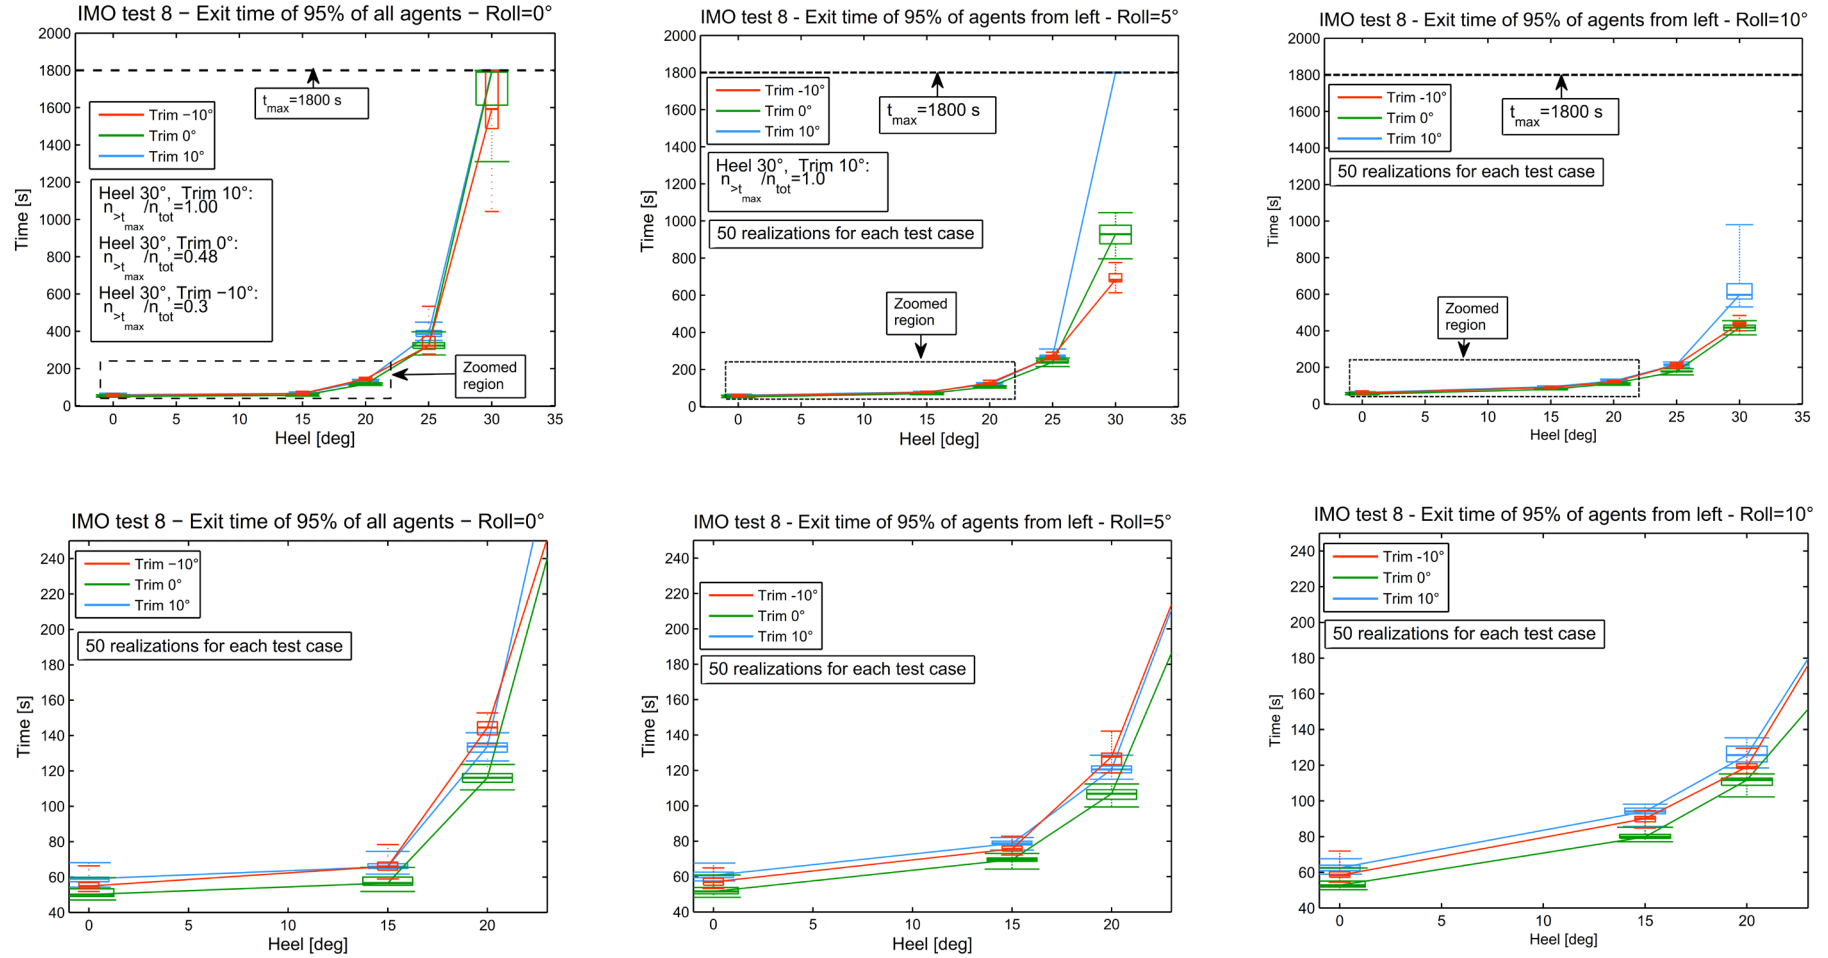 IMO test 8 − Exit time of 95% of all agents − Roll=0°
2000
1800
1600
1400
1200
1000
800
600
400
200
0
Time [s]
tmax=1800 s
Trim −10°
Trim 0°
Trim 10°
Heel 30°, Trim 10°:
n>tmax/ntot=1.00
Heel 30°, Trim 0°:
n>tmax/ntot=0.48
Heel 30°, Trim −10°:
n>tmax/ntot=0.3
Zoomed
region
0 5 10 15 20 25 30 35
Heel [deg]
IMO test 8 - Exit time of 95% of agents from left - Roll=5°
2000
1800
1600
1400
1200
1000
800
600
400
200
0
Time [s]
tmax=1800 s
Trim -10°
Trim 0°
Trim 10°
Heel 30°, Trim 10°:
n>tmax/ntot=1.0
50 realizations for each test case
Zoomed
region
0 5 10 15 20 25 30 35
Heel [deg]
IMO test 8 - Exit time of 95% of agents from left - Roll=10°
2000
1800
1600
1400
1200
1000
800
600
400
200
0
Time [s]
tmax=1800 s
Trim -10°
Trim 0°
Trim 10°
50 realizations for each test case
Zoomed
region
0 5 10 15 20 25 30 35
Heel [deg]
IMO test 8 − Exit time of 95% of all agents − Roll=0°
240
220
200
180
160
140
120
100
80
60
40
Time [s]
Trim −10°
Trim 0°
Trim 10°
50 realizations for each test case
0 5 10 15 20
Heel [deg]
IMO test 8 - Exit time of 95% of agents from left - Roll=5°
240
220
200
180
160
140
120
100
80
60
40
Time [s]
Trim -10°
Trim 0°
Trim 10°
50 realizations for each test case
0 5 10 15 20
Heel [deg]
IMO test 8 - Exit time of 95% of agents from left - Roll=10°
240
220
200
180
160
140
120
100
80
60
40
Time [s]
Trim -10°
Trim 0°
Trim 10°
50 realizations for each test case
0 5 10 15 20
Heel [deg]